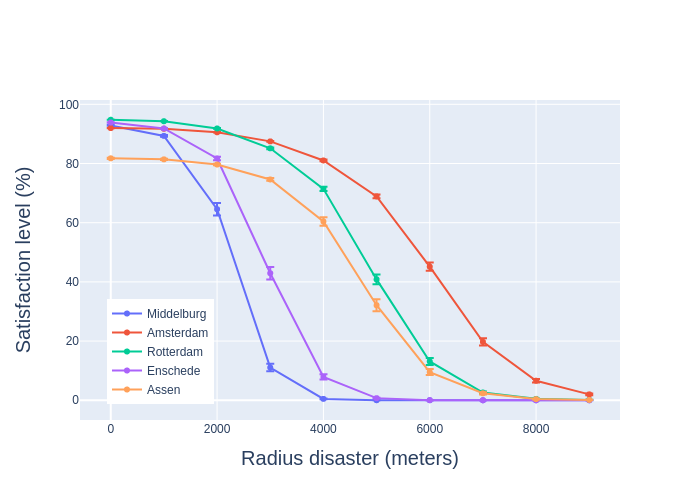 100
80
60
40
20
0
Satisfaction level (%)
Middelburg
Amsterdam
Rotterdam
Enschede
Assen
0 2000 4000 6000 8000
Radius disaster (meters)